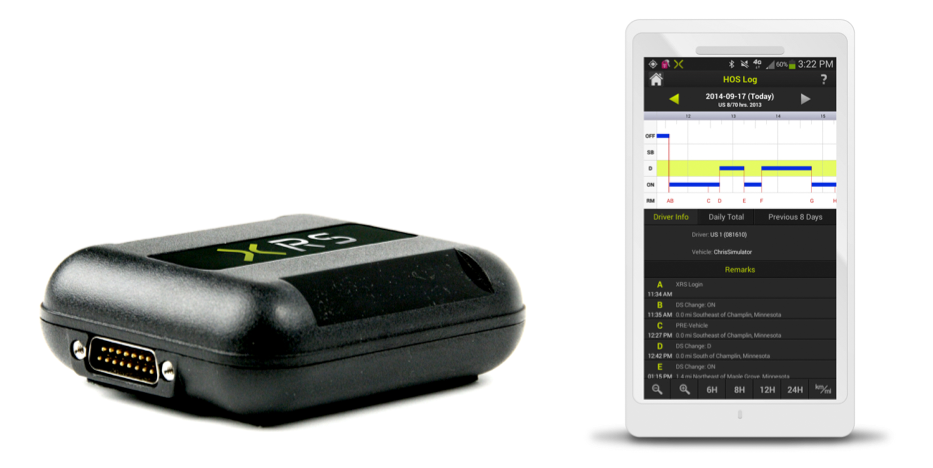 XRS
4G 60% 3:22 PM
HOS Log ?
2014-09-17 (Today)
US 8/70 hrs. 2013
12 13 14 15
OFF
SB
D
ON
RM AB C D E F G H
Driver Info Daily Total Previous 8 Days
Driver: US 1 (081610)
Vehicle: ChrisSimulator
Remarks
A XRS Login
11:34 AM
B DS Change: ON
11:35 AM 0.0 mi Southeast of Champlin, Minnesota
C PRE-Vehicle
12:27 PM 0.0 mi Southeast of Champlin, Minnesota
D DS Change: D
12:42 PM 0.0 mi South of Champlin, Minnesota
E DS Change: ON
01:15 PM 1.4 mi Northeast of Maple Grove, Minnesota
6H 8H 12H 24H km/mi